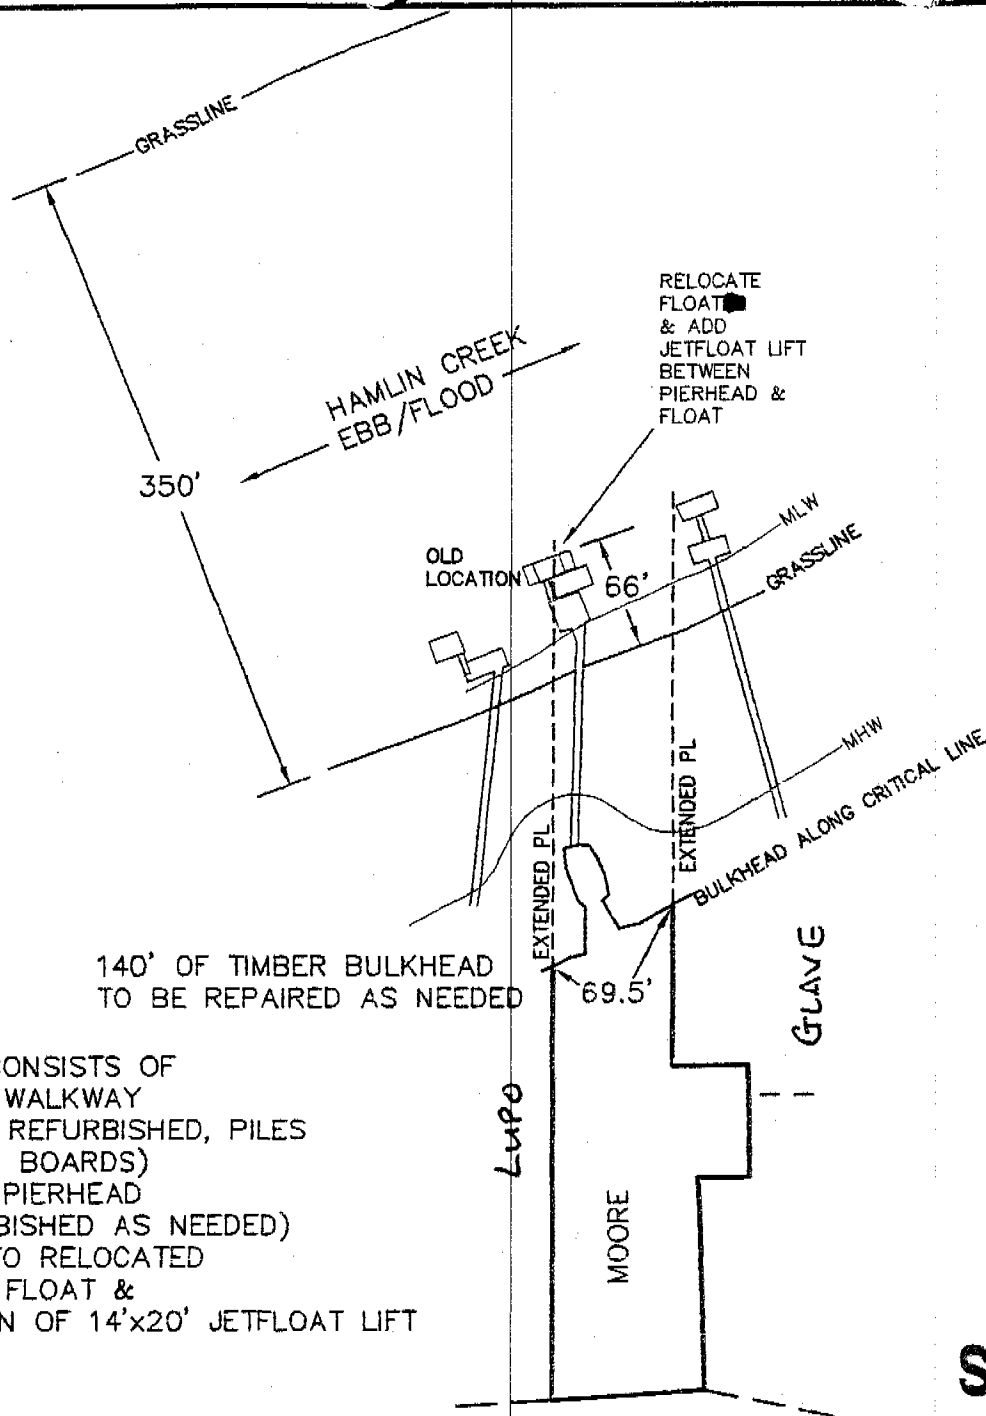 GRASSLINE
RELOCATE
FLOAT
& ADD
JETFLOAT LIFT
BETWEEN
PIERHEAD &
FLOAT
HAMLIN CREEK
EBB/FLOOD
350'
MLW
GRASSLINE
OLD
LOCATION
66'
MHW
EXTENDED PL
EXTENDED PL
BULKHEAD ALONG CRITICAL LINE
140' OF TIMBER BULKHEAD
TO BE REPAIRED AS NEEDED
69.5'
GLAVE
LUPO
MOORE
CONSISTS OF
WALKWAY
REFURBISHED, PILES
BOARDS)
PIERHEAD
BISHED AS NEEDED)
TO RELOCATED
FLOAT &
N OF 14'x20' JETFLOAT LIFT
S